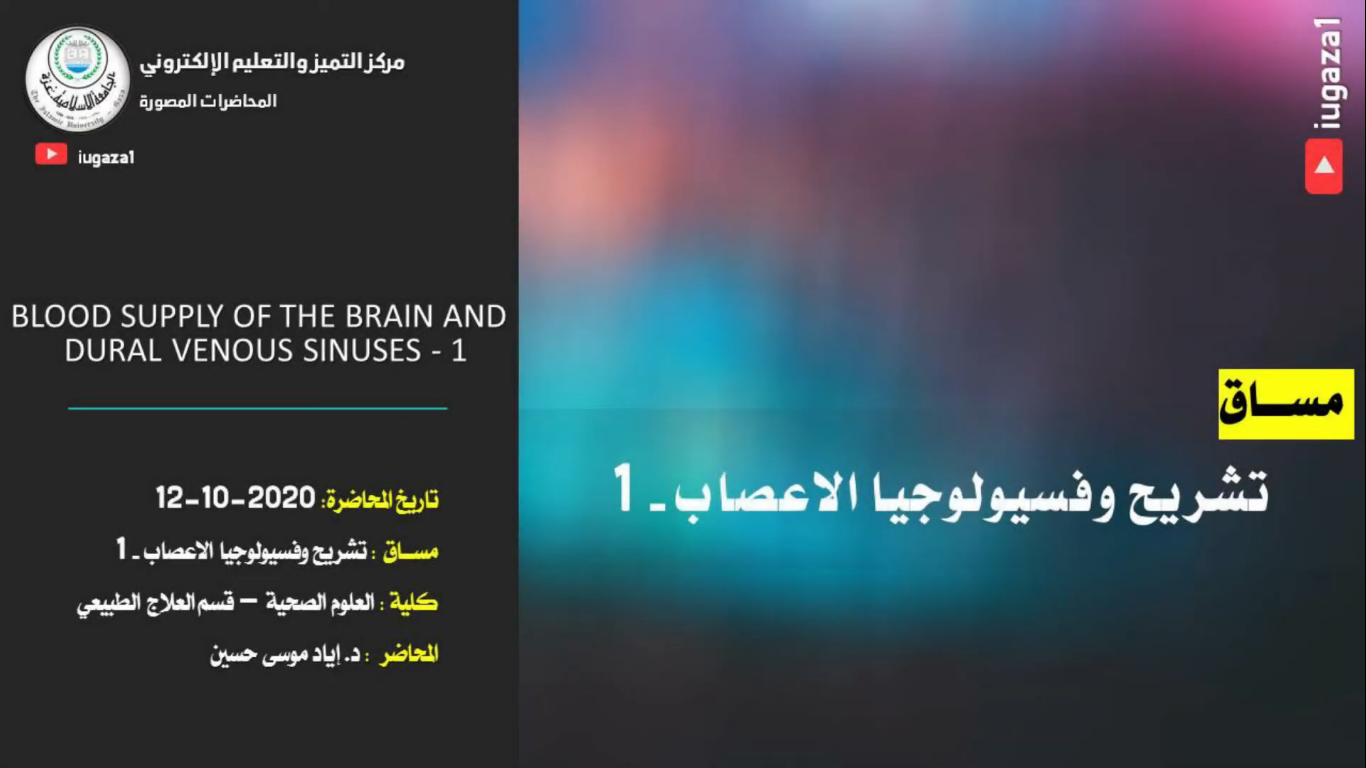 مركز التميز والتعليم الإلكتروني
المحاضرات المصورة
iugaza1
BLOOD SUPPLY OF THE BRAIN AND
DURAL VENOUS SINUSES - 1
تاريخ المحاضرة: 2020-10-12
مساق : تشريح وفسيولوجيا الاعصاب - 1
كلية : العلوم الصحية – قسم العلاج الطبيعي
المحاضر : د. إياد موسى حسين
iugaza1
مساق
تشريح وفسيولوجيا الاعصاب - 1